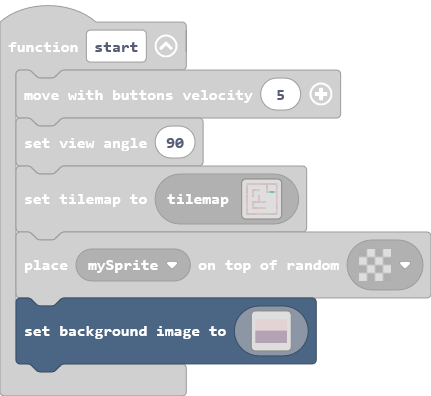 function start
move with buttons velocity 5
set view angle 90
set tilemap to tilemap
place mySprite on top of random
set background image to